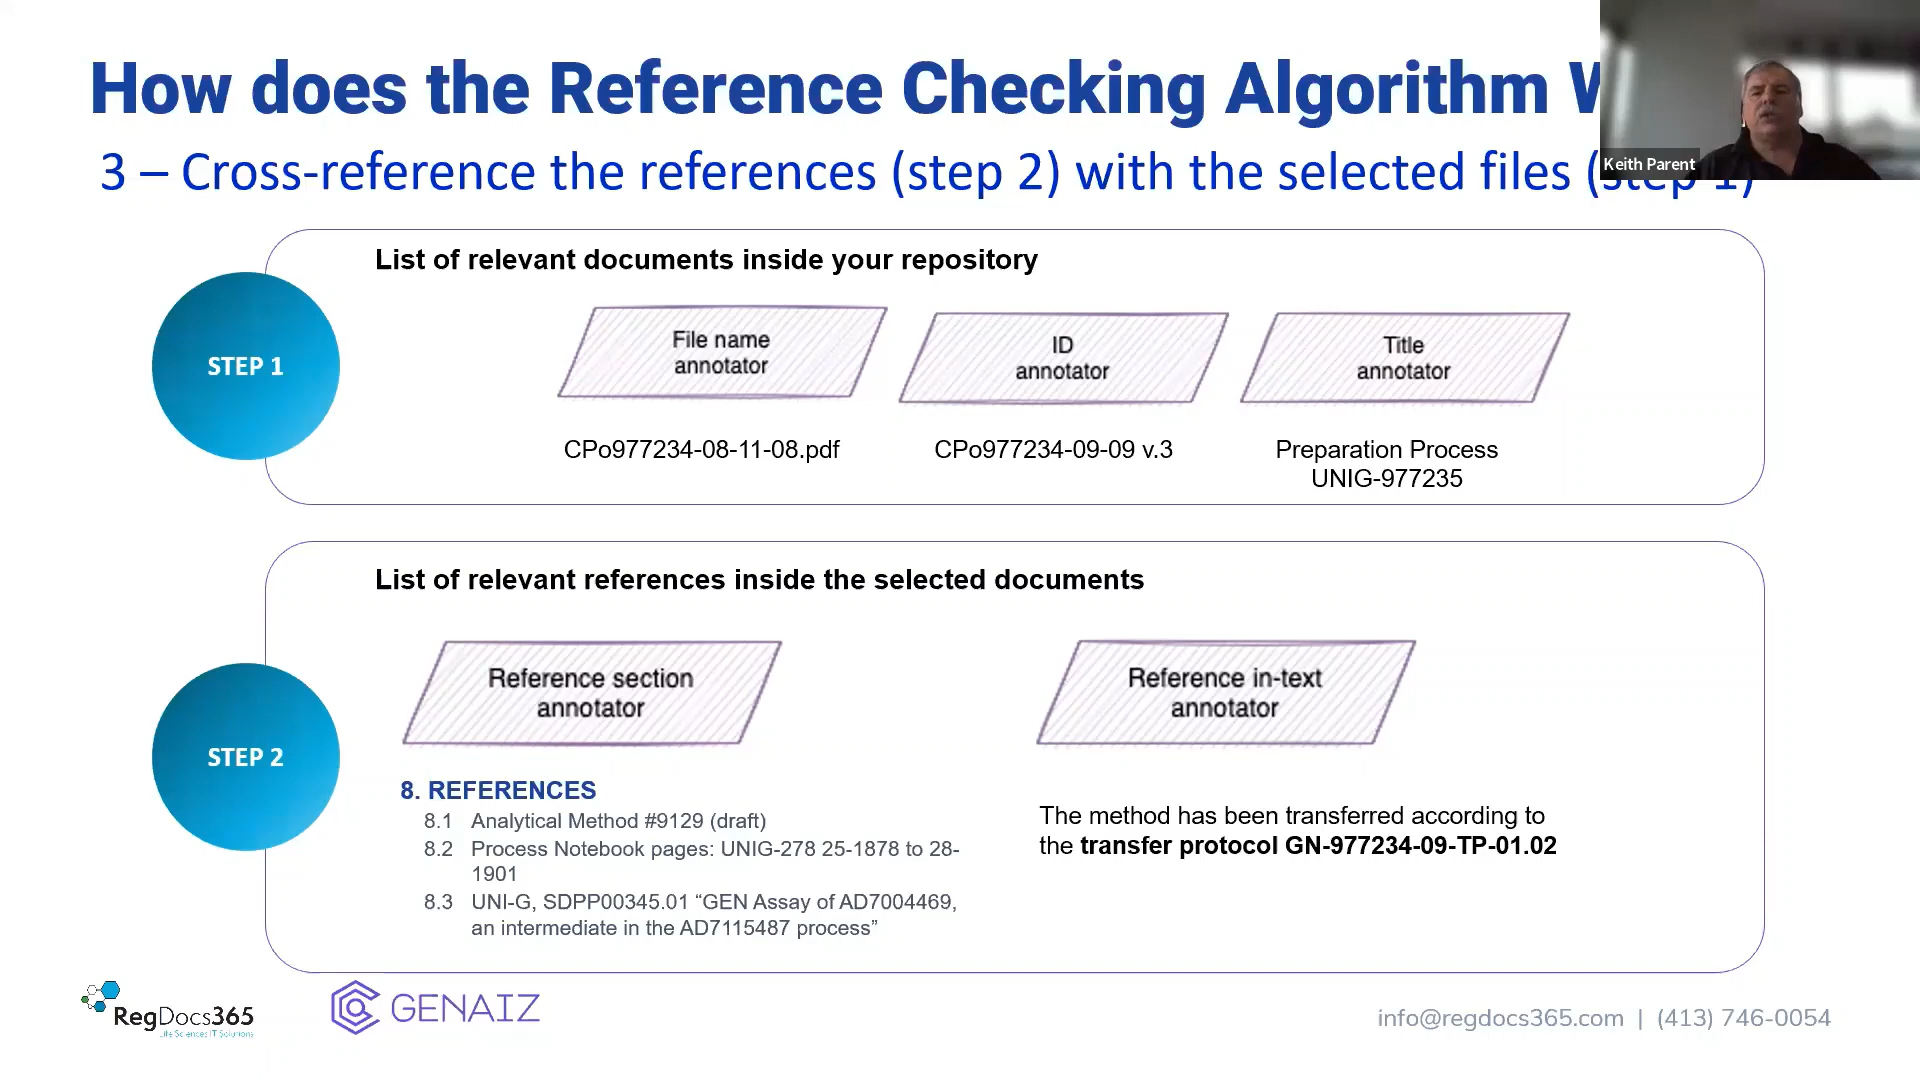 How does the Reference Checking Algorithm W
Keith Parent
3 – Cross-reference the references (step 2) with the selected files (step 1)
List of relevant documents inside your repository
STEP 1
File name
annotator
ID
annotator
Title
annotator
CPo977234-08-11-08.pdf
CPo977234-09-09 v.3
Preparation Process
UNIG-977235
List of relevant references inside the selected documents
STEP 2
Reference section
annotator
Reference in-text
annotator
8. REFERENCES
8.1 Analytical Method #9129 (draft)
8.2 Process Notebook pages: UNIG-278 25-1878 to 28-
1901
8.3 UNI-G, SDPP00345.01 “GEN Assay of AD7004469,
an intermediate in the AD7115487 process”
The method has been transferred according to
the transfer protocol GN-977234-09-TP-01.02
RegDocs365
Life Sciences IT Solutions
GENAIZ
info@regdocs365.com | (413) 746-0054